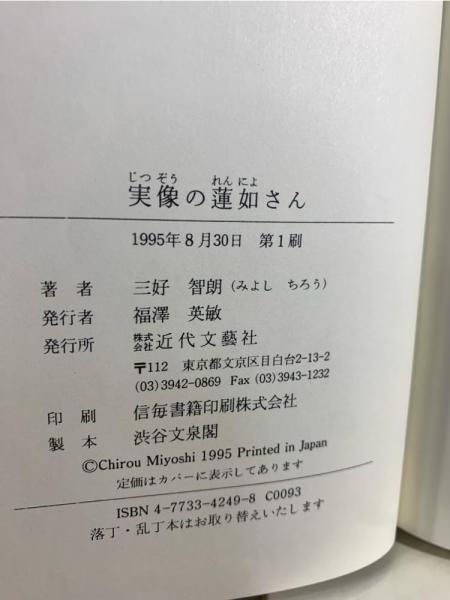 じつぞう れんにょ
実像の蓮如さん
1995年8月30日 第1刷
著者 三好 智朗(みよし ちろう)
発行者 福澤 英敏
発行所 株式会社近代文藝社
〒112 東京都文京区目白台2-13-2
(03)3942-0869 Fax (03)3943-1232
印刷 信毎書籍印刷株式会社
製本 渋谷文泉閣
©Chirou Miyoshi 1995 Printed in Japan
定価はカバーに表示してあります
ISBN 4-7733-4249-8 C0093
落丁・乱丁本はお取り替えいたします